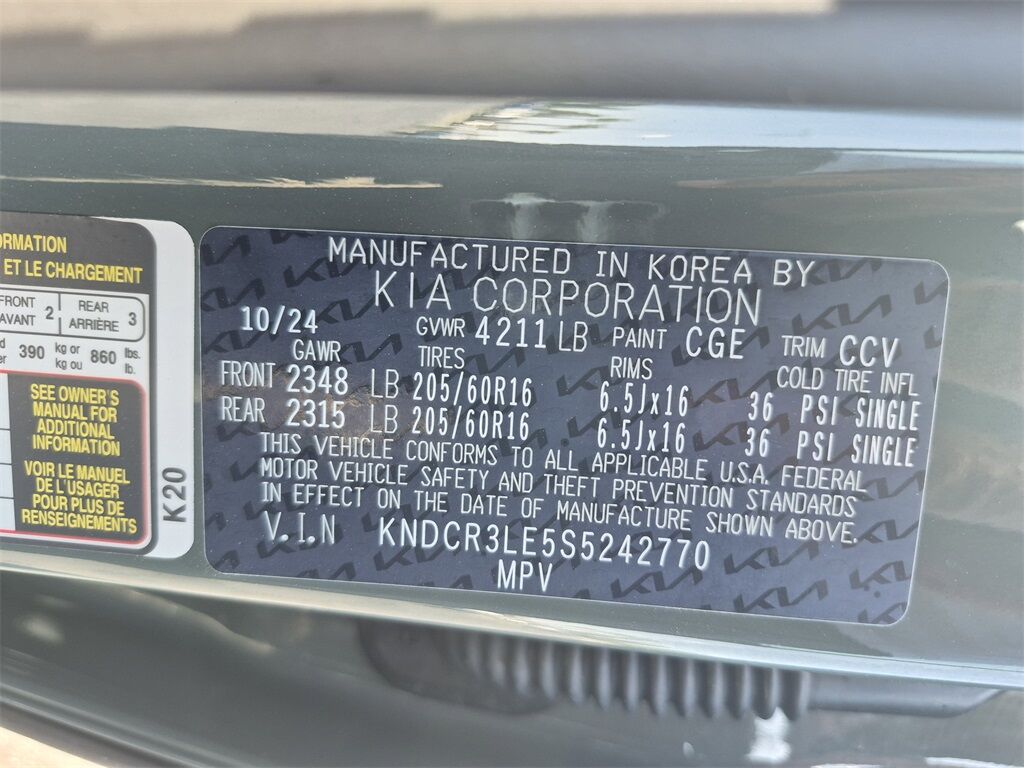 ORMATION
ET LE CHARGEMENT
FRONT 2 REAR 3
AVANT ARRIÈRE
390 kg or 860 lbs.
kg ou lb.
SEE OWNER'S
MANUAL FOR
ADDITIONAL
INFORMATION
VOIR LE MANUEL
DE L'USAGER
POUR PLUS DE
RENSEIGNEMENTS
K20
MANUFACTURED IN KOREA BY
KIA CORPORATION
10/24 GVWR 4211LB PAINT CGE TRIM CCV
GAWR TIRES RIMS COLD TIRE INFL
FRONT 2348 LB 205/60R16 6.5Jx16 36 PSI SINGLE
REAR 2315 LB 205/60R16 6.5Jx16 36 PSI SINGLE
THIS VEHICLE CONFORMS TO ALL APPLICABLE U.S.A. FEDERAL
MOTOR VEHICLE SAFETY AND THEFT PREVENTION STANDARDS
IN EFFECT ON THE DATE OF MANUFACTURE SHOWN ABOVE.
V.I.N KNDCR3LE5S5242770
MPV